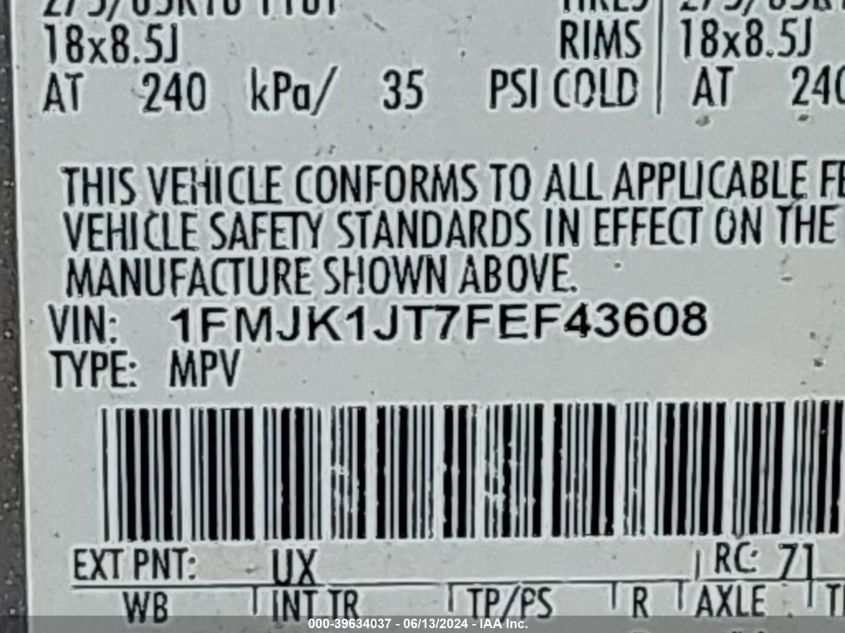 18x8.5J RIMS 18x8.5J
AT 240 kPa/ 35 PSI COLD AT
THIS VEHICLE CONFORMS TO ALL APPLICABLE
VEHICLE SAFETY STANDARDS IN EFFECT ON THE
MANUFACTURE SHOWN ABOVE.
VIN: 1FMJK1JT7FEF43608
TYPE: MPV
EXT PNT: UX RC: 71
WB INT TR TP/PS R AXLE
000-39634037 - 06/13/2024 - IAA Inc.